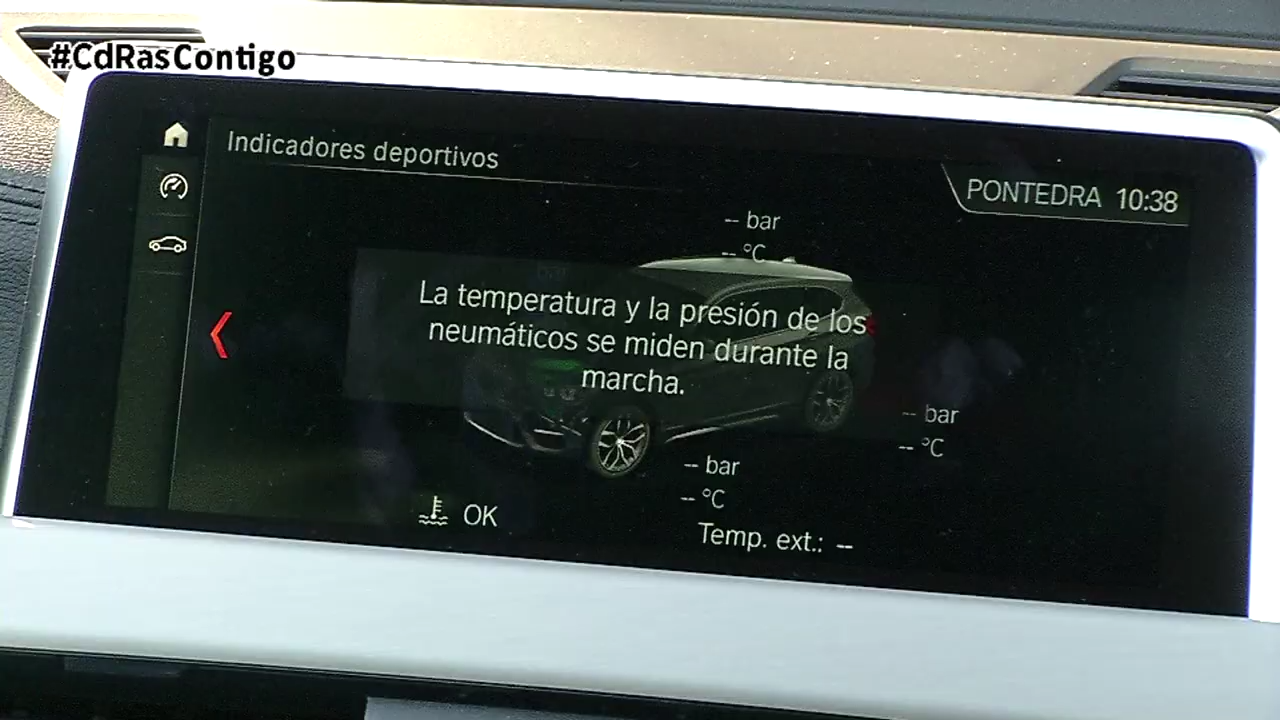 #CdRasContigo
Indicadores deportivos
PONTEDRA 10:38
-- bar
-- °C
bar
La temperatura y la presión de los
neumáticos se miden durante la
marcha.
-- bar
-- °C
-- bar
-- °C
OK
Temp. ext.: --